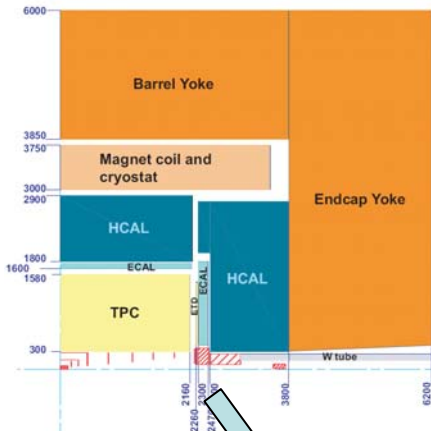 6000
Barrel Yoke
3850
3750
Magnet coil and
cryostat
3000
2900
Endcap Yoke
HCAL
1800
1600
ECAL
ECAL
HCAL
1580
ETD
TPC
300
W tube
2160
2260
2300
3800
6200